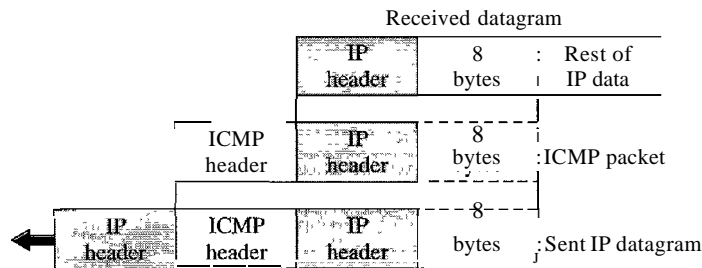 Received datagram
IP header
8 bytes
: Rest of IP data
ICMP header
IP header
8 bytes
:ICMP packet
IP header
ICMP header
IP header
8 bytes
:Sent IP datagram